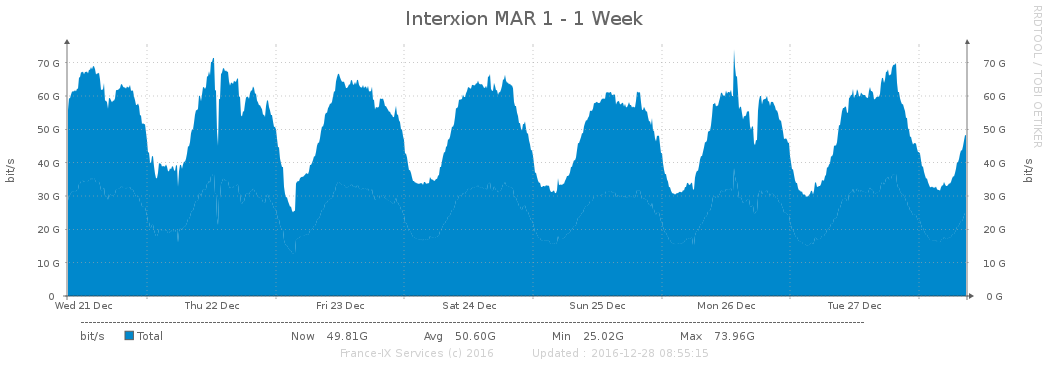 Interxion MAR 1 - 1 Week
RRDTOOL / TOBI OETIKER
bit/s
70 G 70 G
60 G 60 G
50 G 50 G
40 G 40 G
30 G 30 G
20 G 20 G
10 G 10 G
0 0 G
bit/s
Wed 21 Dec Thu 22 Dec Fri 23 Dec Sat 24 Dec Sun 25 Dec Mon 26 Dec Tue 27 Dec
bit/s Total Now 49.81G Avg 50.60G Min 25.02G Max 73.96G
France-IX Services (c) 2016 Updated : 2016-12-28 08:55:15